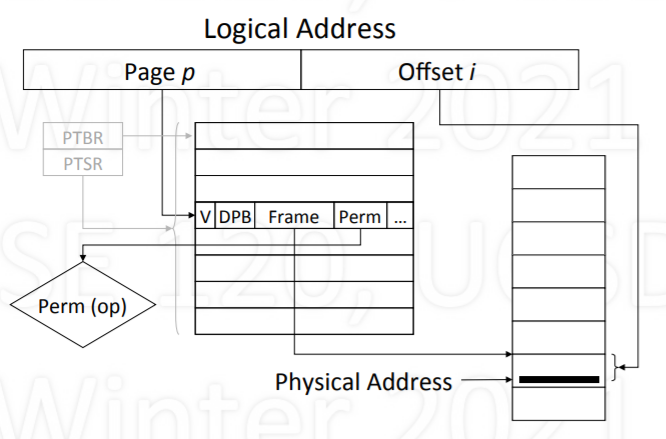 Logical Address
Page p
Offset i
PTBR
PTSR
V DPB Frame Perm ...
Perm (op)
Physical Address
Winter 2021
SE 120, UCSD
Winter 2021